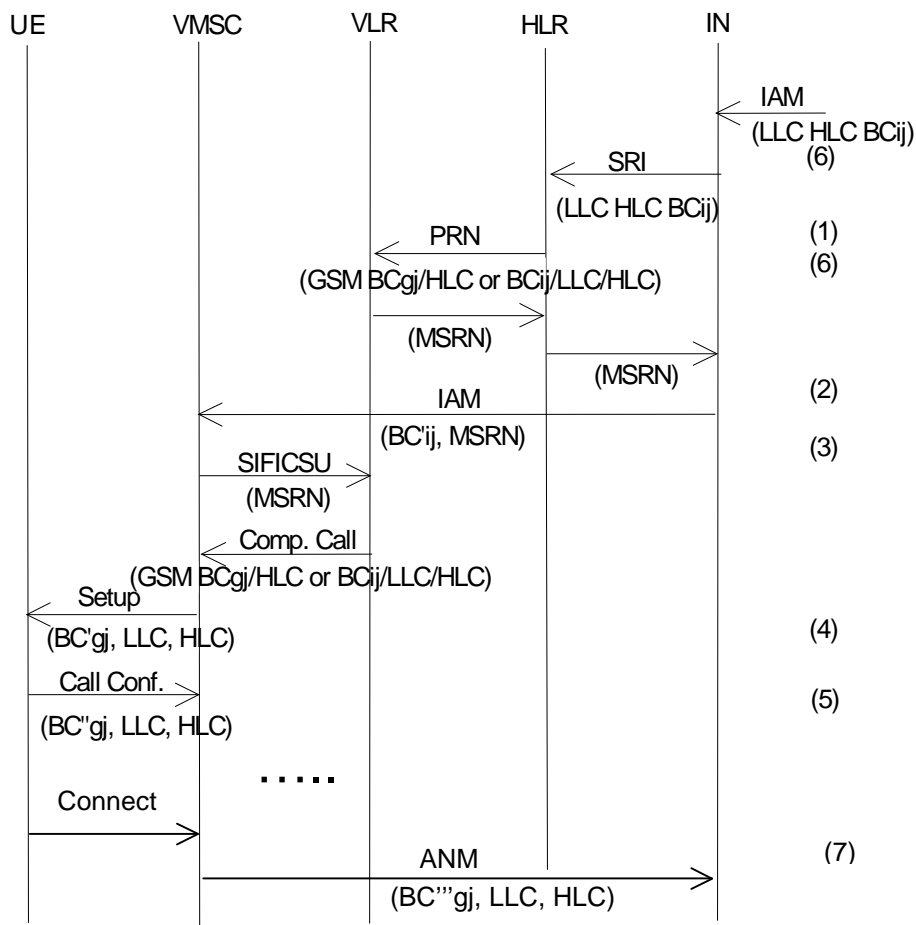 UE VMSC VLR HLR IN
IAM
(LLC HLC BCij)
(6)
SRI
(LLC HLC BCij)
(1)
PRN
(6)
(GSM BCgj/HLC or BCij/LLC/HLC)
(MSRN)
(MSRN)
(2)
IAM
(BC'ij, MSRN)
(3)
SIFICSU
(MSRN)
Comp. Call
(GSM BCgj/HLC or BCij/LLC/HLC)
Setup
(BC'gj, LLC, HLC)
(4)
Call Conf.
(5)
(BC"gj, LLC, HLC)
.....
Connect
(7)
ANM
(BC'''gj, LLC, HLC)